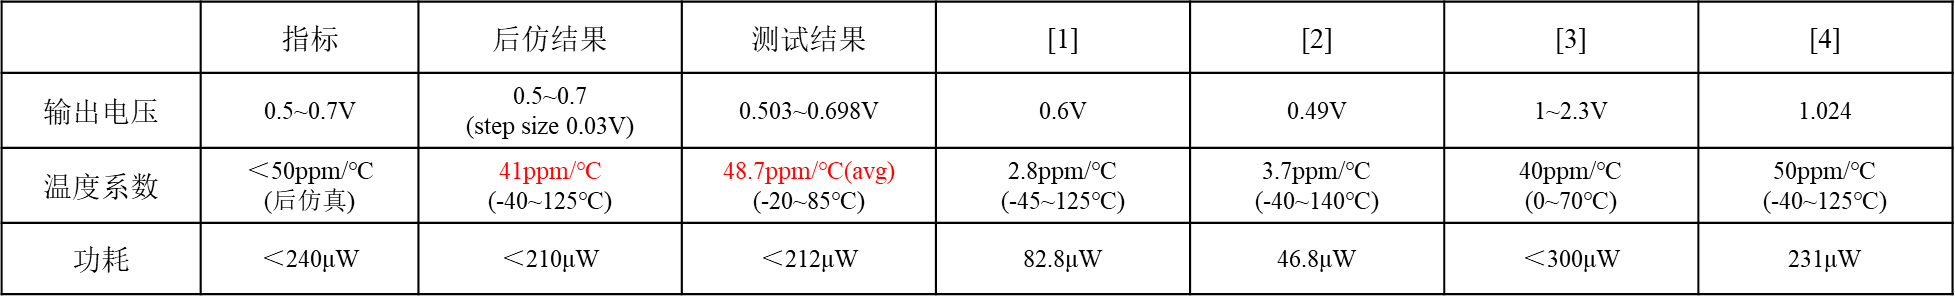 指标 后仿结果 测试结果 [1] [2] [3] [4]
输出电压 0.5~0.7V 0.5~0.7 (step size 0.03V) 0.503~0.698V 0.6V 0.49V 1~2.3V 1.024
温度系数 <50ppm/℃ (后仿真) 41ppm/℃ (-40~125℃) 48.7ppm/℃(avg) (-20~85℃) 2.8ppm/℃ (-45~125℃) 3.7ppm/℃ (-40~140℃) 40ppm/℃ (0~70℃) 50ppm/℃ (-40~125℃)
功耗 <240μW <210μW <212μW 82.8μW 46.8μW <300μW 231μW